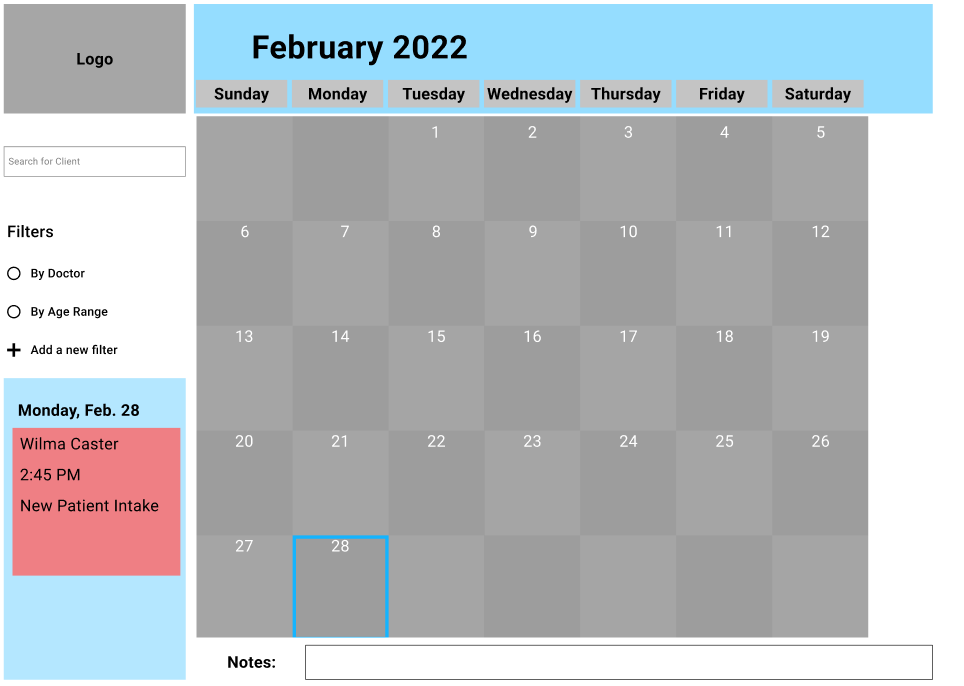 Logo
February 2022
Sunday Monday Tuesday Wednesday Thursday Friday Saturday
1 2 3 4 5
Search for Client
6 7 8 9 10 11 12
Filters
By Doctor
By Age Range
Add a new filter
13 14 15 16 17 18 19
Monday, Feb. 28
Wilma Caster
2:45 PM
New Patient Intake
20 21 22 23 24 25 26
27 28
Notes: